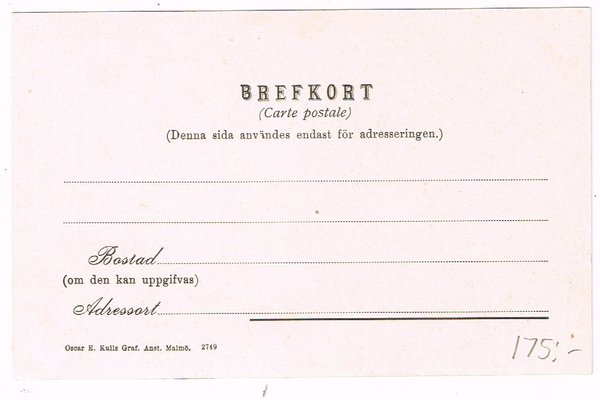 BREFKORT
(Carte postale)
(Denna sida användes endast för adresseringen.)
Bostad
(om den kan uppgifvas)
Adressort
Oscar E. Kulls Graf. Anst. Malmö. 2749
175:-